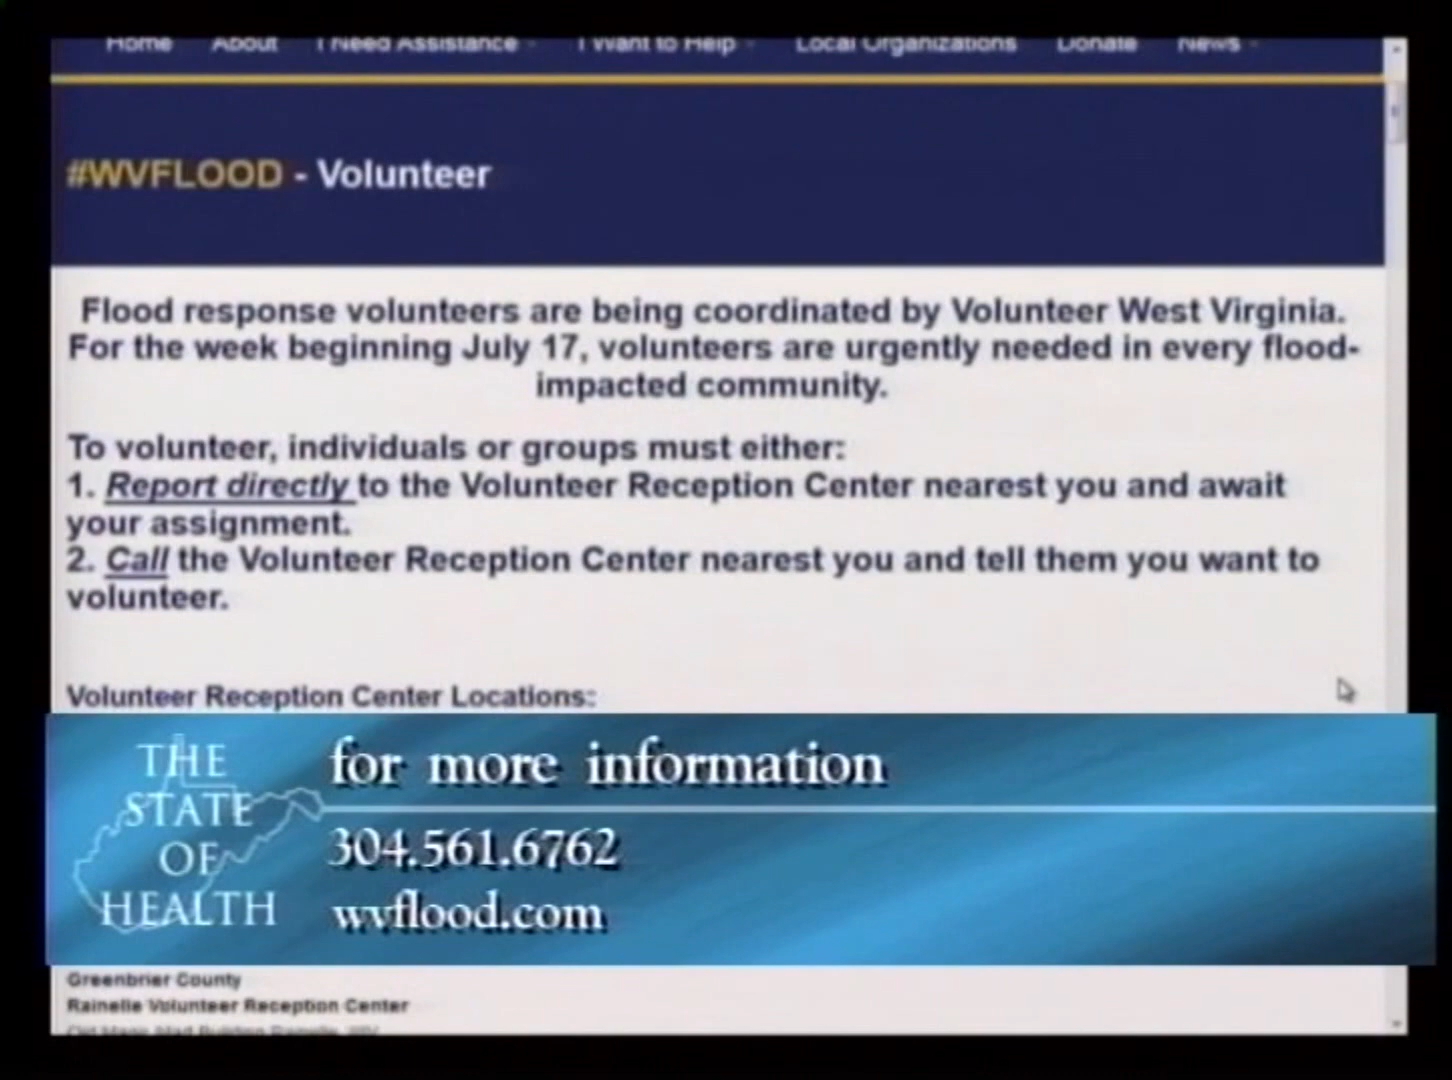 Home About I Need Assistance I Want to Help Local Organizations Donate News
#WVFLOOD - Volunteer
Flood response volunteers are being coordinated by Volunteer West Virginia.
For the week beginning July 17, volunteers are urgently needed in every flood-
impacted community.
To volunteer, individuals or groups must either:
1. Report directly to the Volunteer Reception Center nearest you and await
your assignment.
2. Call the Volunteer Reception Center nearest you and tell them you want to
volunteer.
Volunteer Reception Center Locations:
THE
STATE
OF
HEALTH
for more information
304.561.6762
wvflood.com
Greenbrier County
Rainelle Volunteer Reception Center